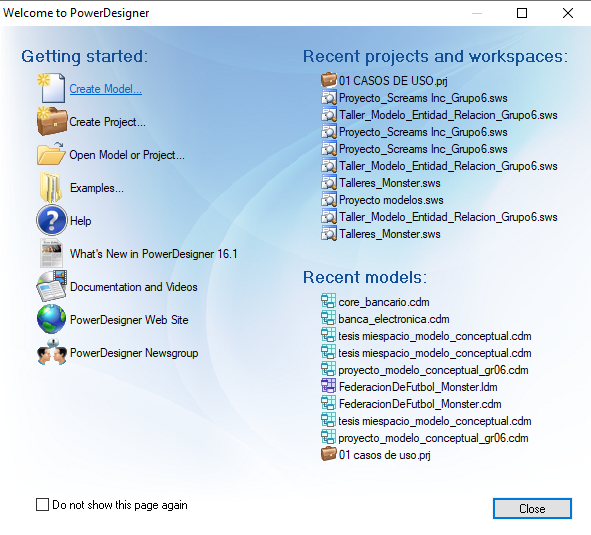 Welcome to PowerDesigner
Getting started:
Create Model...
Create Project...
Open Model or Project...
Examples...
Help
What's New in PowerDesigner 16.1
Documentation and Videos
PowerDesigner Web Site
PowerDesigner Newsgroup
Recent projects and workspaces:
01 CASOS DE USO.prj
Proyecto_Screams Inc_Grupo6.sws
Taller_Modelo_Entidad_Relacion_Grupo6.sws
Proyecto_Screams Inc_Grupo6.sws
Proyecto_Screams Inc_Grupo6.sws
Taller_Modelo_Entidad_Relacion_Grupo6.sws
Talleres_Monster.sws
Proyecto modelos.sws
Taller_Modelo_Entidad_Relacion_Grupo6.sws
Talleres_Monster.sws
Recent models:
core_bancario.cdm
banca_electronica.cdm
tesis miespacio_modelo_conceptual.cdm
tesis miespacio_modelo_conceptual.cdm
proyecto_modelo_conceptual_gr06.cdm
FederacionDeFutbol_Monster.ldm
FederacionDeFutbol_Monster.cdm
tesis miespacio_modelo_conceptual.cdm
proyecto_modelo_conceptual_gr06.cdm
01 casos de uso.prj
Do not show this page again
Close